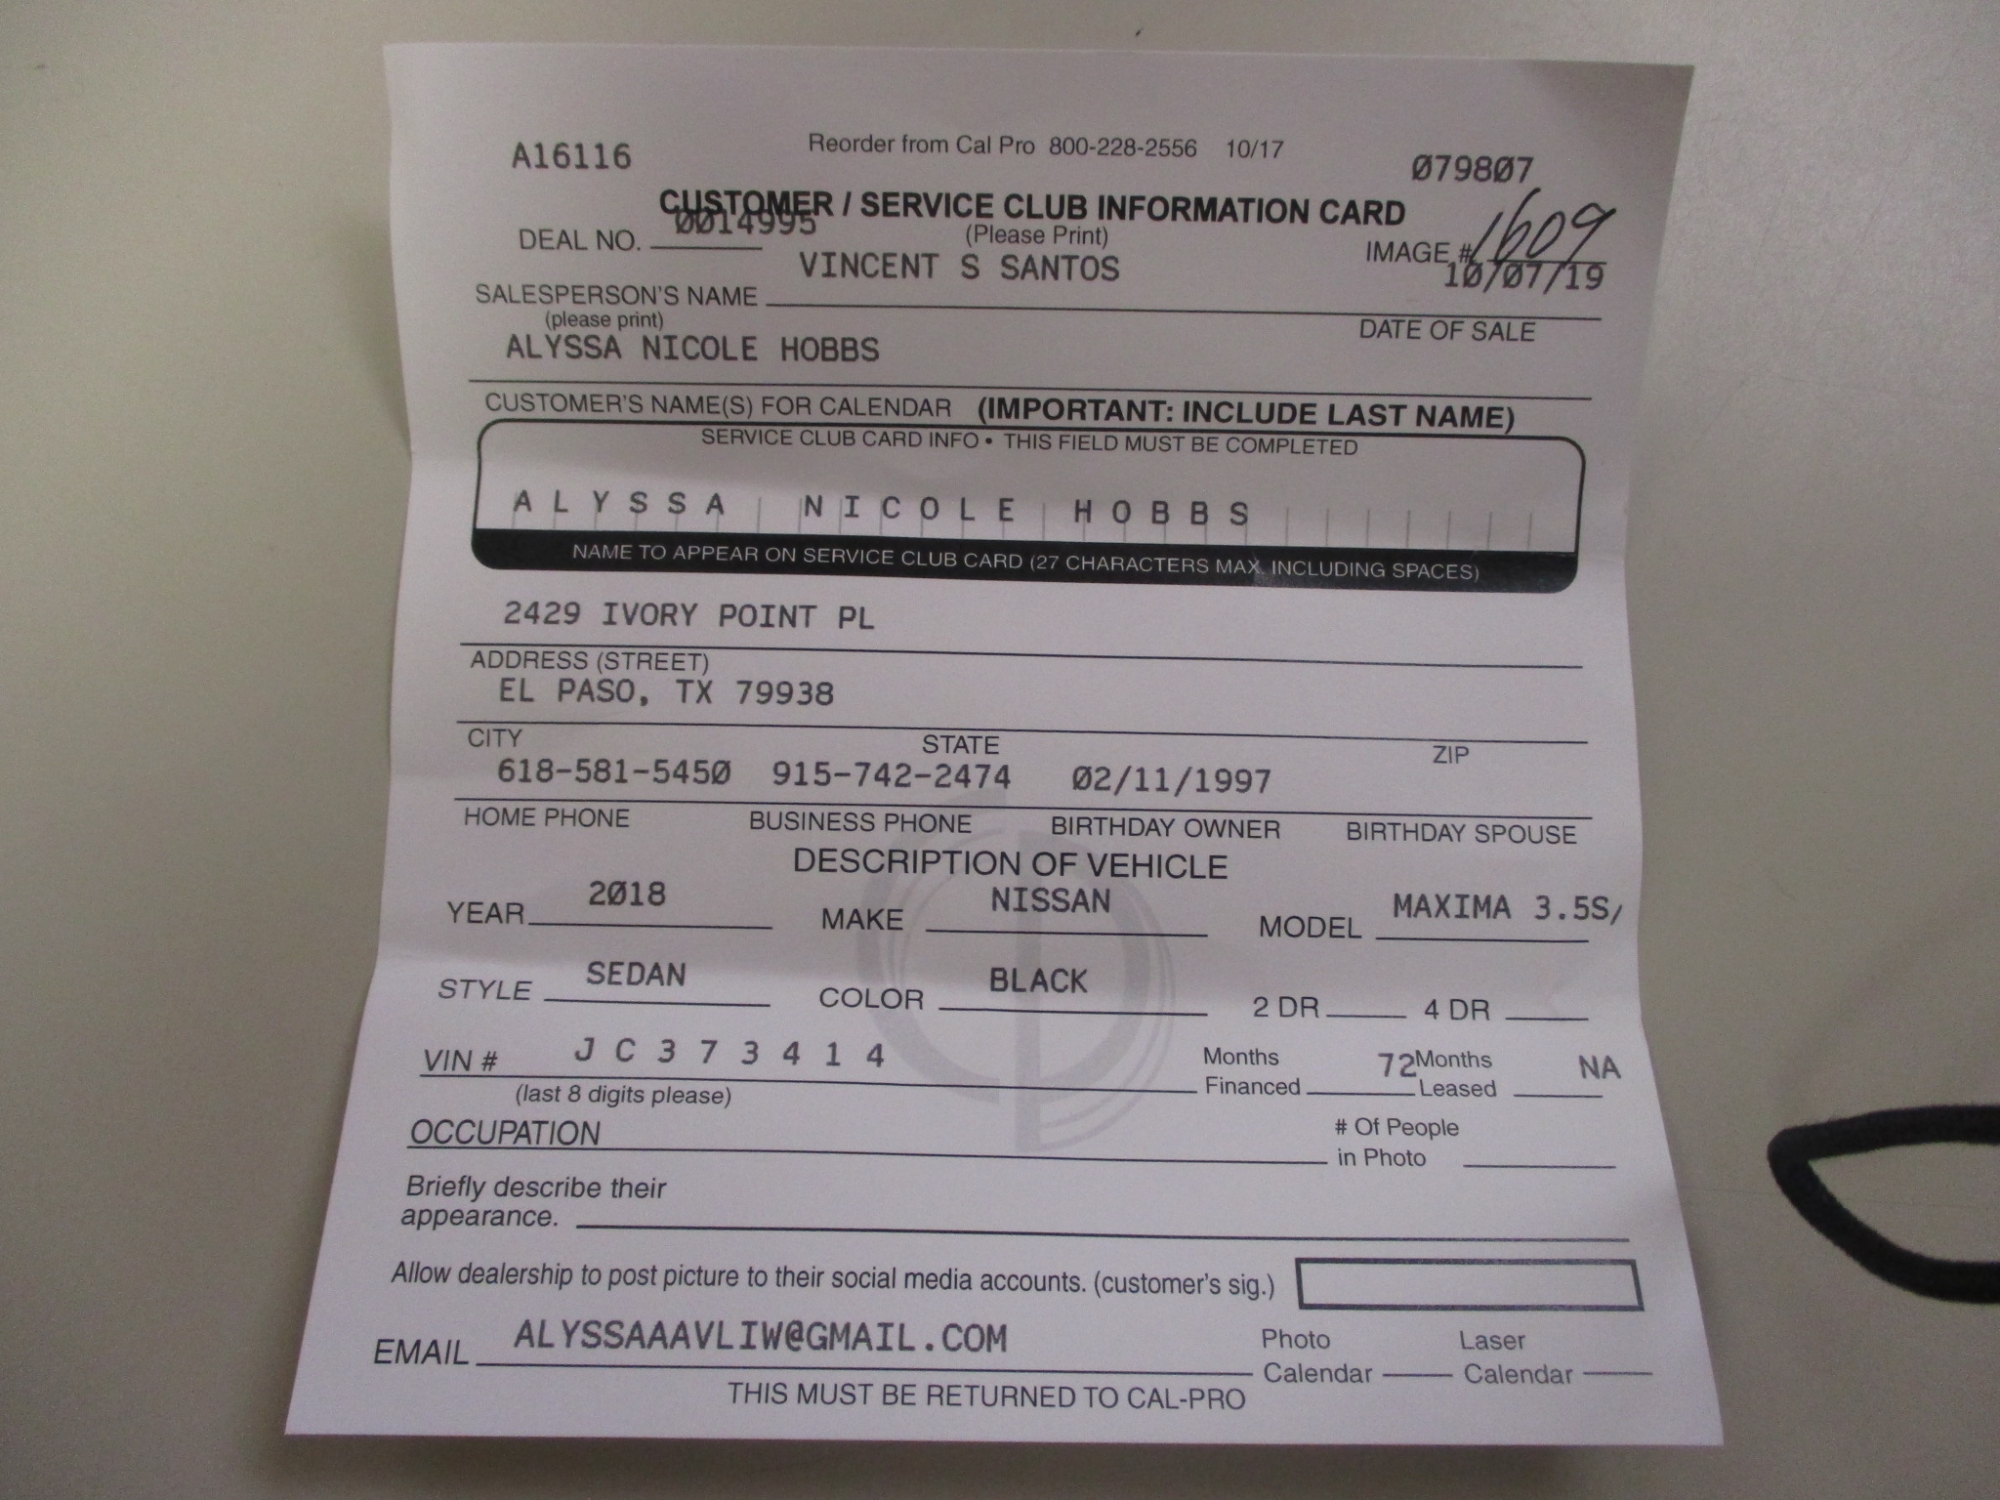 A16116 Reorder from Cal Pro 800-228-2556 10/17 079807
CUSTOMER / SERVICE CLUB INFORMATION CARD
DEAL NO. 0014995 (Please Print) IMAGE # 1609
VINCENT S SANTOS 10/07/19
SALESPERSON'S NAME
(please print) DATE OF SALE
ALYSSA NICOLE HOBBS
CUSTOMER'S NAME(S) FOR CALENDAR (IMPORTANT: INCLUDE LAST NAME)
SERVICE CLUB CARD INFO • THIS FIELD MUST BE COMPLETED
ALYSSA NICOLE HOBBS
NAME TO APPEAR ON SERVICE CLUB CARD (27 CHARACTERS MAX. INCLUDING SPACES)
2429 IVORY POINT PL
ADDRESS (STREET)
EL PASO, TX 79938
CITY STATE ZIP
618-581-5450 915-742-2474 02/11/1997
HOME PHONE BUSINESS PHONE BIRTHDAY OWNER BIRTHDAY SPOUSE
DESCRIPTION OF VEHICLE
YEAR 2018 MAKE NISSAN MODEL MAXIMA 3.5S/
STYLE SEDAN COLOR BLACK 2 DR 4 DR
VIN # J C 3 7 3 4 1 4 Months Financed 72 Months Leased NA
(last 8 digits please)
OCCUPATION # Of People in Photo
Briefly describe their
appearance.
Allow dealership to post picture to their social media accounts. (customer's sig.)
EMAIL ALYSSAAAVLIW@GMAIL.COM Photo Calendar Laser Calendar
THIS MUST BE RETURNED TO CAL-PRO